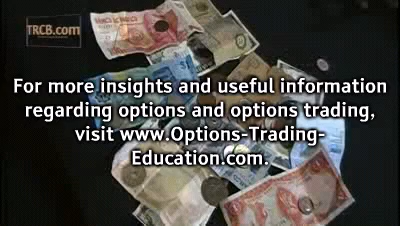 TRCB.com
For more insights and useful information
regarding options and options trading,
visit www.Options-Trading-
Education.com.